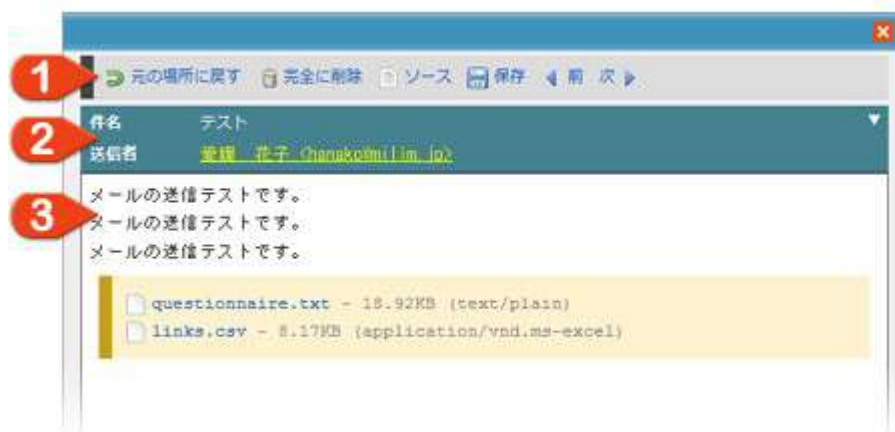 1 元の場所に戻す 完全に削除 ソース 保存 前 次
2
件名 テスト
送信者 愛媛 花子 <hanako@milim.jp>
メールの送信テストです。
3 メールの送信テストです。
メールの送信テストです。
questionnaire.txt - 18.92KB (text/plain)
links.csv - 8.17KB (application/vnd.ms-excel)